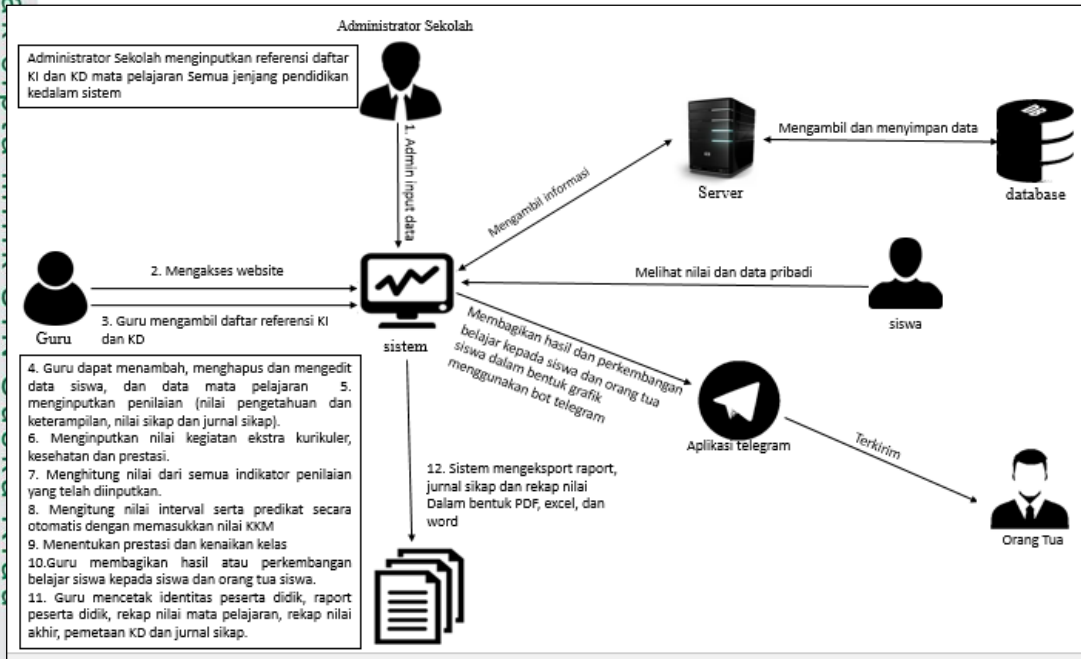 Administrator Sekolah
Administrator Sekolah menginputkan referensi daftar
KI dan KD mata pelajaran Semua jenjang pendidikan
kedalam sistem
1. Admin input data
Server
Mengambil dan menyimpan data
DB
database
Mengambil informasi
2. Mengakses website
3. Guru mengambil daftar referensi KI
dan KD
Guru
sistem
Melihat nilai dan data pribadi
siswa
Membagikan hasil dan perkembangan
belajar kepada siswa dan orang tua
siswa dalam bentuk grafik
menggunakan bot telegram
Aplikasi telegram
Terkirim
Orang Tua
4. Guru dapat menambah, menghapus dan mengedit
data siswa, dan data mata pelajaran 5.
menginputkan penilaian (nilai pengetahuan dan
keterampilan, nilai sikap dan jurnal sikap).
6. Menginputkan nilai kegiatan ekstra kurikuler,
kesehatan dan prestasi.
7. Menghitung nilai dari semua indikator penilaian
yang telah diinputkan.
8. Mengitung nilai interval serta predikat secara
otomatis dengan memasukkan nilai KKM
9. Menentukan prestasi dan kenaikan kelas
10.Guru membagikan hasil atau perkembangan
belajar siswa kepada siswa dan orang tua siswa.
11. Guru mencetak identitas peserta didik, raport
peserta didik, rekap nilai mata pelajaran, rekap nilai
akhir, pemetaan KD dan jurnal sikap.
12. Sistem mengeksport raport,
jurnal sikap dan rekap nilai
Dalam bentuk PDF, excel, dan
word